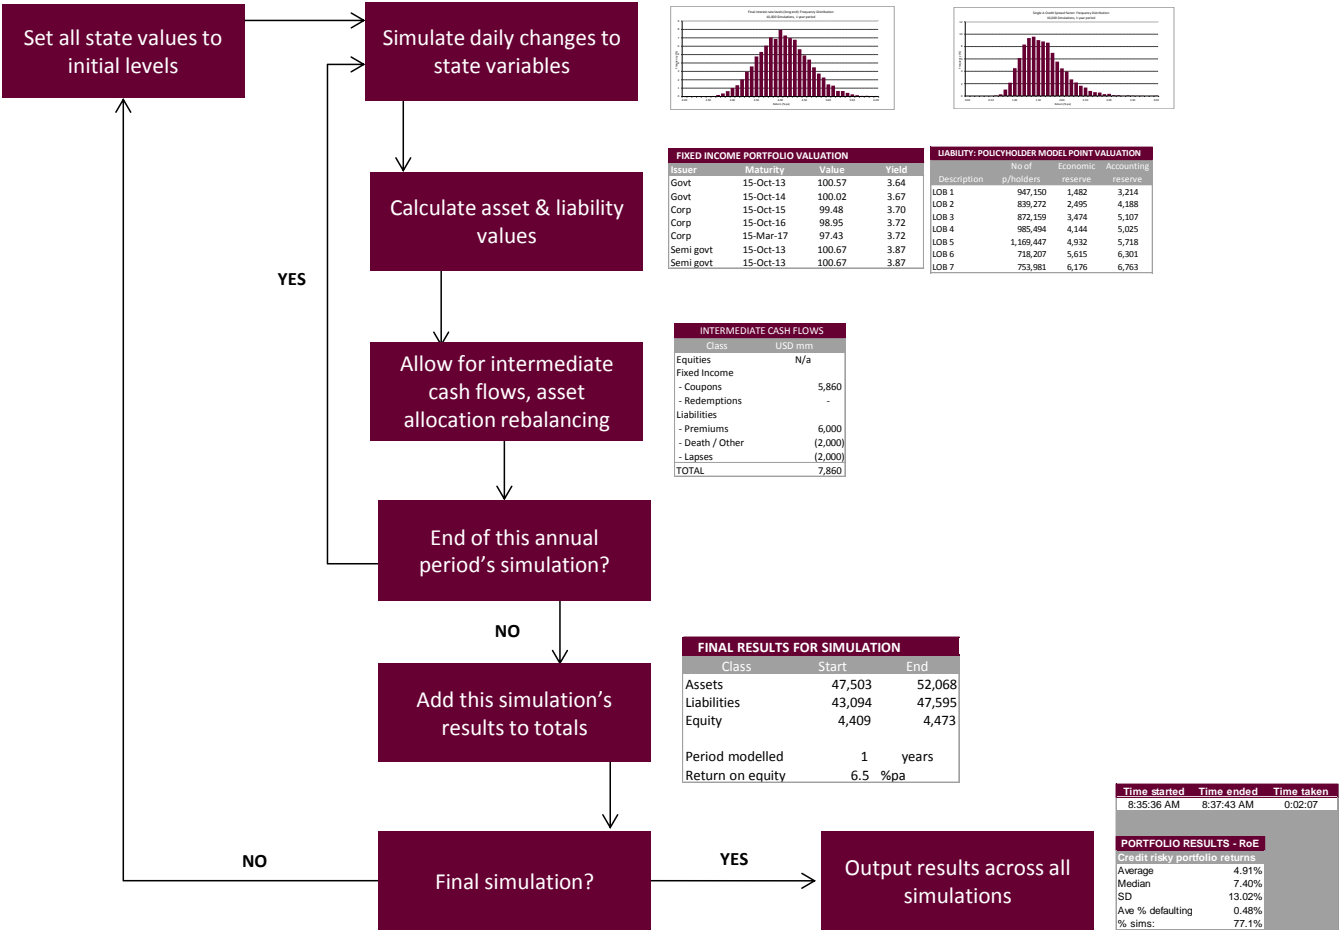 Set all state values to
initial levels
Simulate daily changes to
state variables
Calculate asset & liability
values
YES
Allow for intermediate
cash flows, asset
allocation rebalancing
End of this annual
period's simulation?
NO
Add this simulation's
results to totals
NO
Final simulation?
YES
Output results across all
simulations
FIXED INCOME PORTFOLIO VALUATION
Issuer Maturity Value Yield
Govt 15-Oct-13 100.57 3.64
Govt 15-Oct-14 100.02 3.67
Corp 15-Oct-15 99.48 3.70
Corp 15-Oct-16 98.95 3.72
Corp 15-Mar-17 97.43 3.72
Semi govt 15-Oct-13 100.67 3.87
Semi govt 15-Oct-13 100.67 3.87
LIABILITY: POLICYHOLDER MODEL POINT VALUATION
No of Economic Accounting
Description p/holders reserve reserve
LOB 1 947,150 1,482 3,214
LOB 2 839,272 2,495 4,188
LOB 3 872,159 3,474 5,107
LOB 4 985,494 4,144 5,025
LOB 5 1,169,447 4,932 5,718
LOB 6 718,207 5,615 6,301
LOB 7 753,981 6,176 6,763
INTERMEDIATE CASH FLOWS
Class USD mm
Equities N/a
Fixed Income
- Coupons 5,860
- Redemptions -
Liabilities
- Premiums 6,000
- Death / Other (2,000)
- Lapses (2,000)
TOTAL 7,860
FINAL RESULTS FOR SIMULATION
Class Start End
Assets 47,503 52,068
Liabilities 43,094 47,595
Equity 4,409 4,473
Period modelled 1 years
Return on equity 6.5 %pa
Time started Time ended Time taken
8:35:36 AM 8:37:43 AM 0:02:07
PORTFOLIO RESULTS - RoE
Credit risky portfolio returns
Average 4.91%
Median 7.40%
SD 13.02%
Ave % defaulting 0.48%
% sims: 77.1%